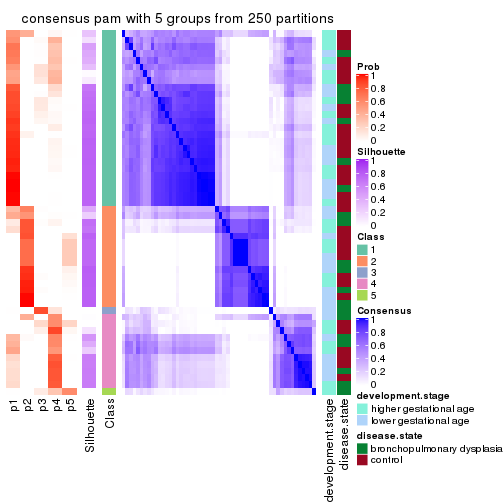 consensus pam with 5 groups from 250 partitions
Prob
1
0.8
0.6
0.4
0.2
0
Silhouette
1
0.8
0.6
0.4
0.2
0
Class
1
2
3
4
5
Consensus
1
0.8
0.6
0.4
0.2
0
development.stage
higher gestational age
lower gestational age
disease.state
bronchopulmonary dysplasia
control
p1
p2
p3
p4
p5
Silhouette
Class
development.stage
disease.state